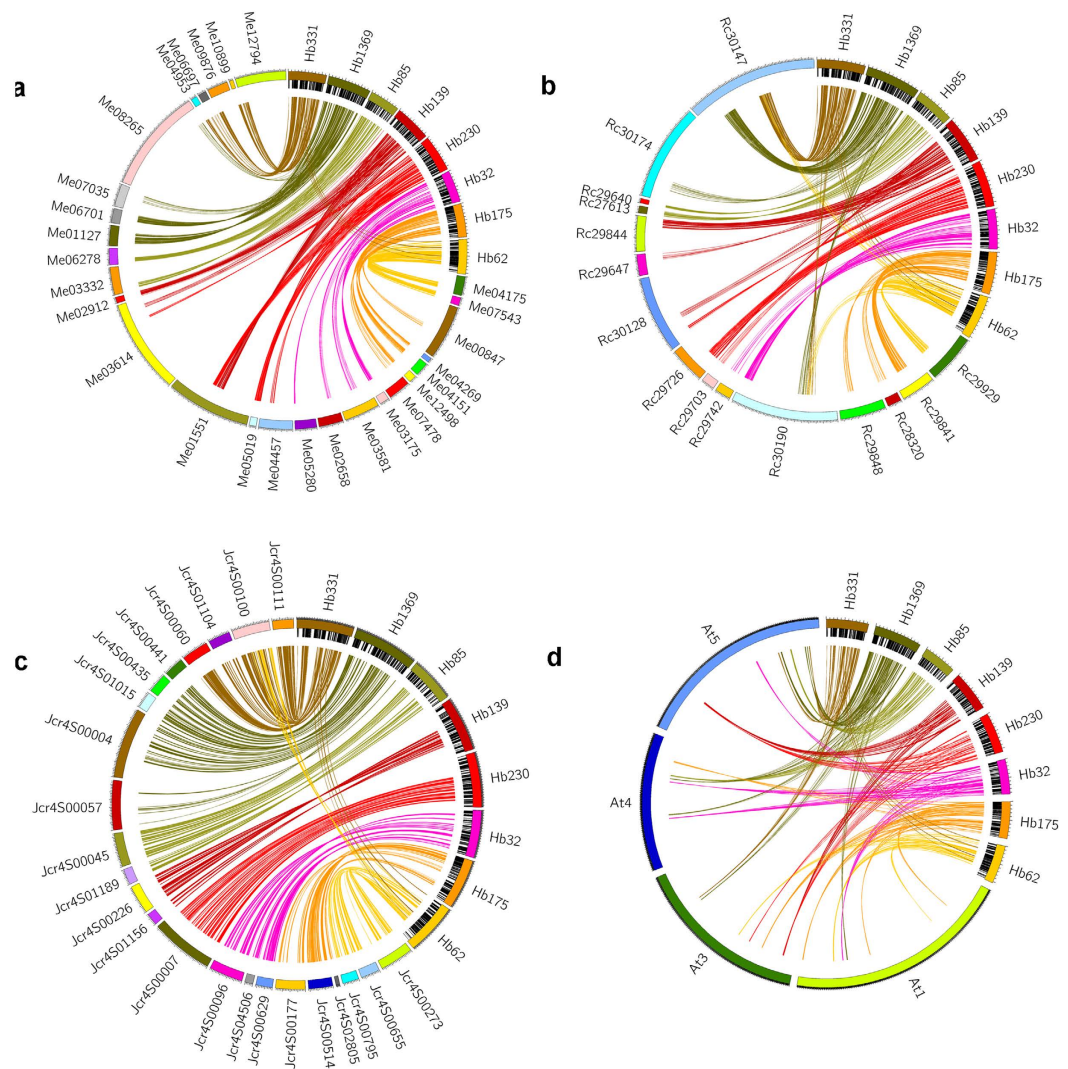 a
Me04953
Me06697
Me09876
Me10899
Me12794
Hb331
Hb1369
Hb85
Hb139
Hb230
Hb32
Hb175
Hb62
Me04175
Me07543
Me00847
Me04269
Me04151
Me12498
Me07478
Me03175
Me03581
Me02658
Me05280
Me04457
Me05019
Me01551
Me03614
Me02912
Me03332
Me06278
Me01127
Me06701
Me07035
Me08265
b
Rc30147
Hb331
Hb1369
Hb85
Hb139
Hb230
Hb32
Hb175
Hb62
Rc29929
Rc29841
Rc28320
Rc29848
Rc30190
Rc29742
Rc29703
Rc29726
Rc30128
Rc29647
Rc29844
Rc27613
Rc29640
Rc30174
c
Jcr4S00111
Hb331
Hb1369
Hb85
Hb139
Hb230
Hb32
Hb175
Hb62
Jcr4S00273
Jcr4S00655
Jcr4S00795
Jcr4S02805
Jcr4S00514
Jcr4S00177
Jcr4S00629
Jcr4S04506
Jcr4S00096
Jcr4S00007
Jcr4S01156
Jcr4S00226
Jcr4S01189
Jcr4S00045
Jcr4S00057
Jcr4S00004
Jcr4S01015
Jcr4S00435
Jcr4S00441
Jcr4S00060
Jcr4S01104
Jcr4S00100
d
At5
Hb331
Hb1369
Hb85
Hb139
Hb230
Hb32
Hb175
Hb62
At1
At3
At4